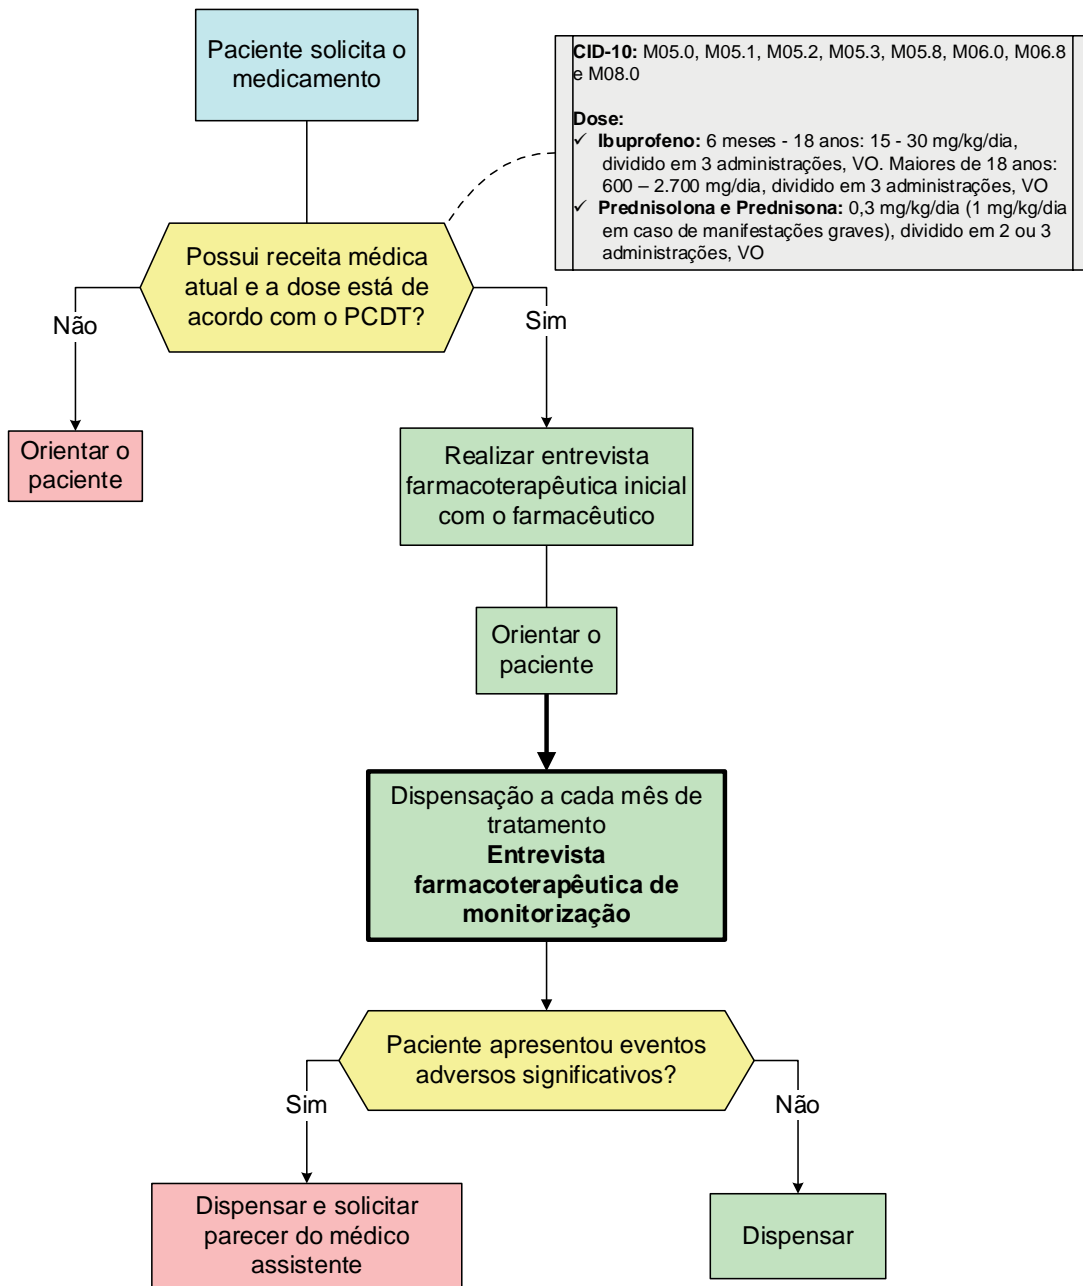 Paciente solicita o
medicamento
CID-10: M05.0, M05.1, M05.2, M05.3, M05.8, M06.0, M06.8
e M08.0
Dose:
✓ Ibuprofeno: 6 meses - 18 anos: 15 - 30 mg/kg/dia,
dividido em 3 administrações, VO. Maiores de 18 anos:
600 – 2.700 mg/dia, dividido em 3 administrações, VO
✓ Prednisolona e Prednisona: 0,3 mg/kg/dia (1 mg/kg/dia
em caso de manifestações graves), dividido em 2 ou 3
administrações, VO
Possui receita médica
atual e a dose está de
acordo com o PCDT?
Não
Sim
Orientar o
paciente
Realizar entrevista
farmacoterapêutica inicial
com o farmacêutico
Orientar o
paciente
Dispensação a cada mês de
tratamento
Entrevista
farmacoterapêutica de
monitorização
Paciente apresentou eventos
adversos significativos?
Sim
Não
Dispensar e solicitar
parecer do médico
assistente
Dispensar